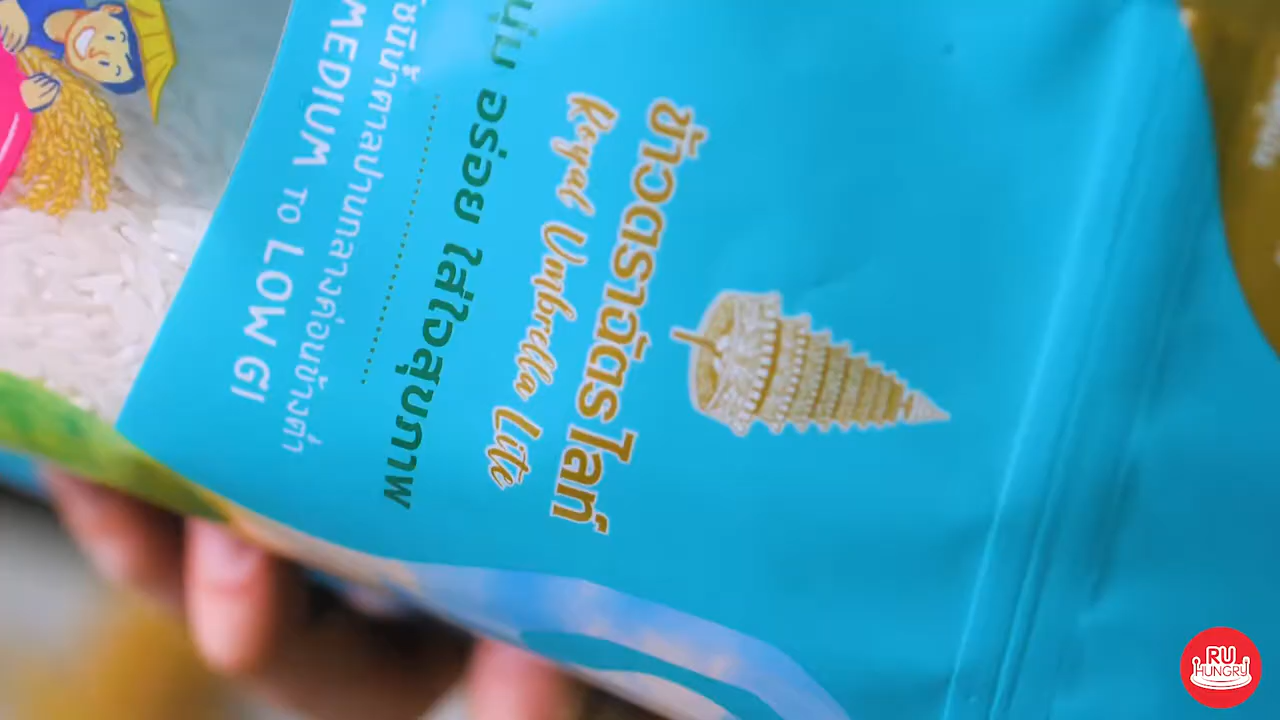 ข้าวตราฉัตรไลท์
Royal Umbrella Lite
นุ่ม อร่อย ใส่ใจสุขภาพ
ชนีน้ำตาลปานกลางค่อนข้างต่ำ
MEDIUM TO LOW GI
RU
HUNGRY